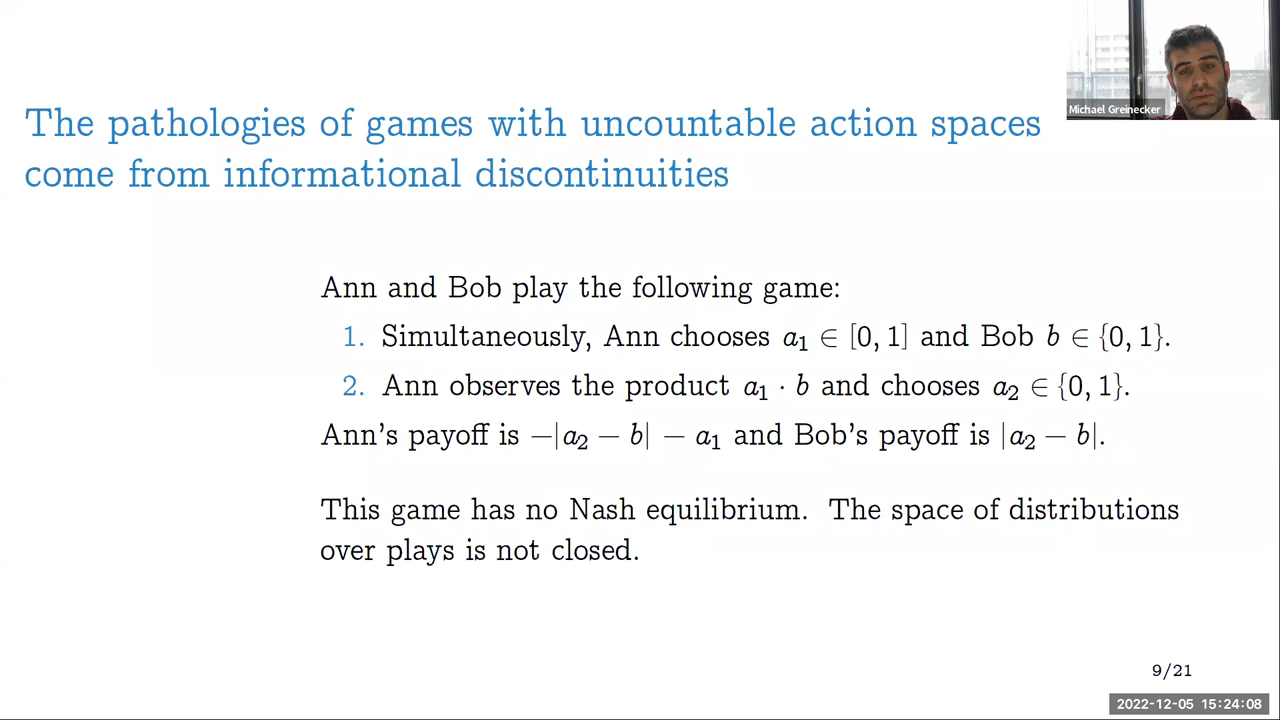 Michael Greinecker
The pathologies of games with uncountable action spaces
come from informational discontinuities
Ann and Bob play the following game:
1. Simultaneously, Ann chooses a₁ ∈ [0, 1] and Bob b ∈ {0, 1}.
2. Ann observes the product a₁ · b and chooses a₂ ∈ {0, 1}.
Ann's payoff is −|a₂ − b| − a₁ and Bob's payoff is |a₂ − b|.
This game has no Nash equilibrium. The space of distributions
over plays is not closed.
9/21
2022-12-05 15:24:08